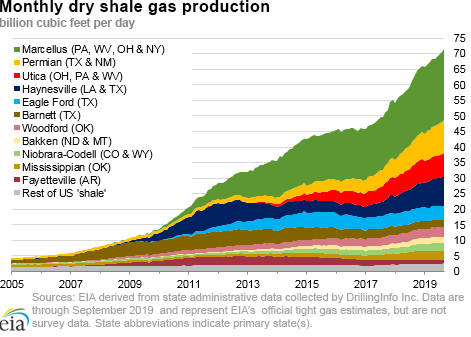 Monthly dry shale gas production
billion cubic feet per day
Marcellus (PA, WV, OH & NY)
Permian (TX & NM)
Utica (OH, PA & WV)
Haynesville (LA & TX)
Eagle Ford (TX)
Barnett (TX)
Woodford (OK)
Bakken (ND & MT)
Niobrara-Codell (CO & WY)
Mississippian (OK)
Fayetteville (AR)
Rest of US 'shale'
75
70
65
60
55
50
45
40
35
30
25
20
15
10
5
0
2005 2007 2009 2011 2013 2015 2017 2019
Sources: EIA derived from state administrative data collected by DrillingInfo Inc. Data are
through September 2019 and represent EIA's official tight gas estimates, but are not
survey data. State abbreviations indicate primary state(s).
eia